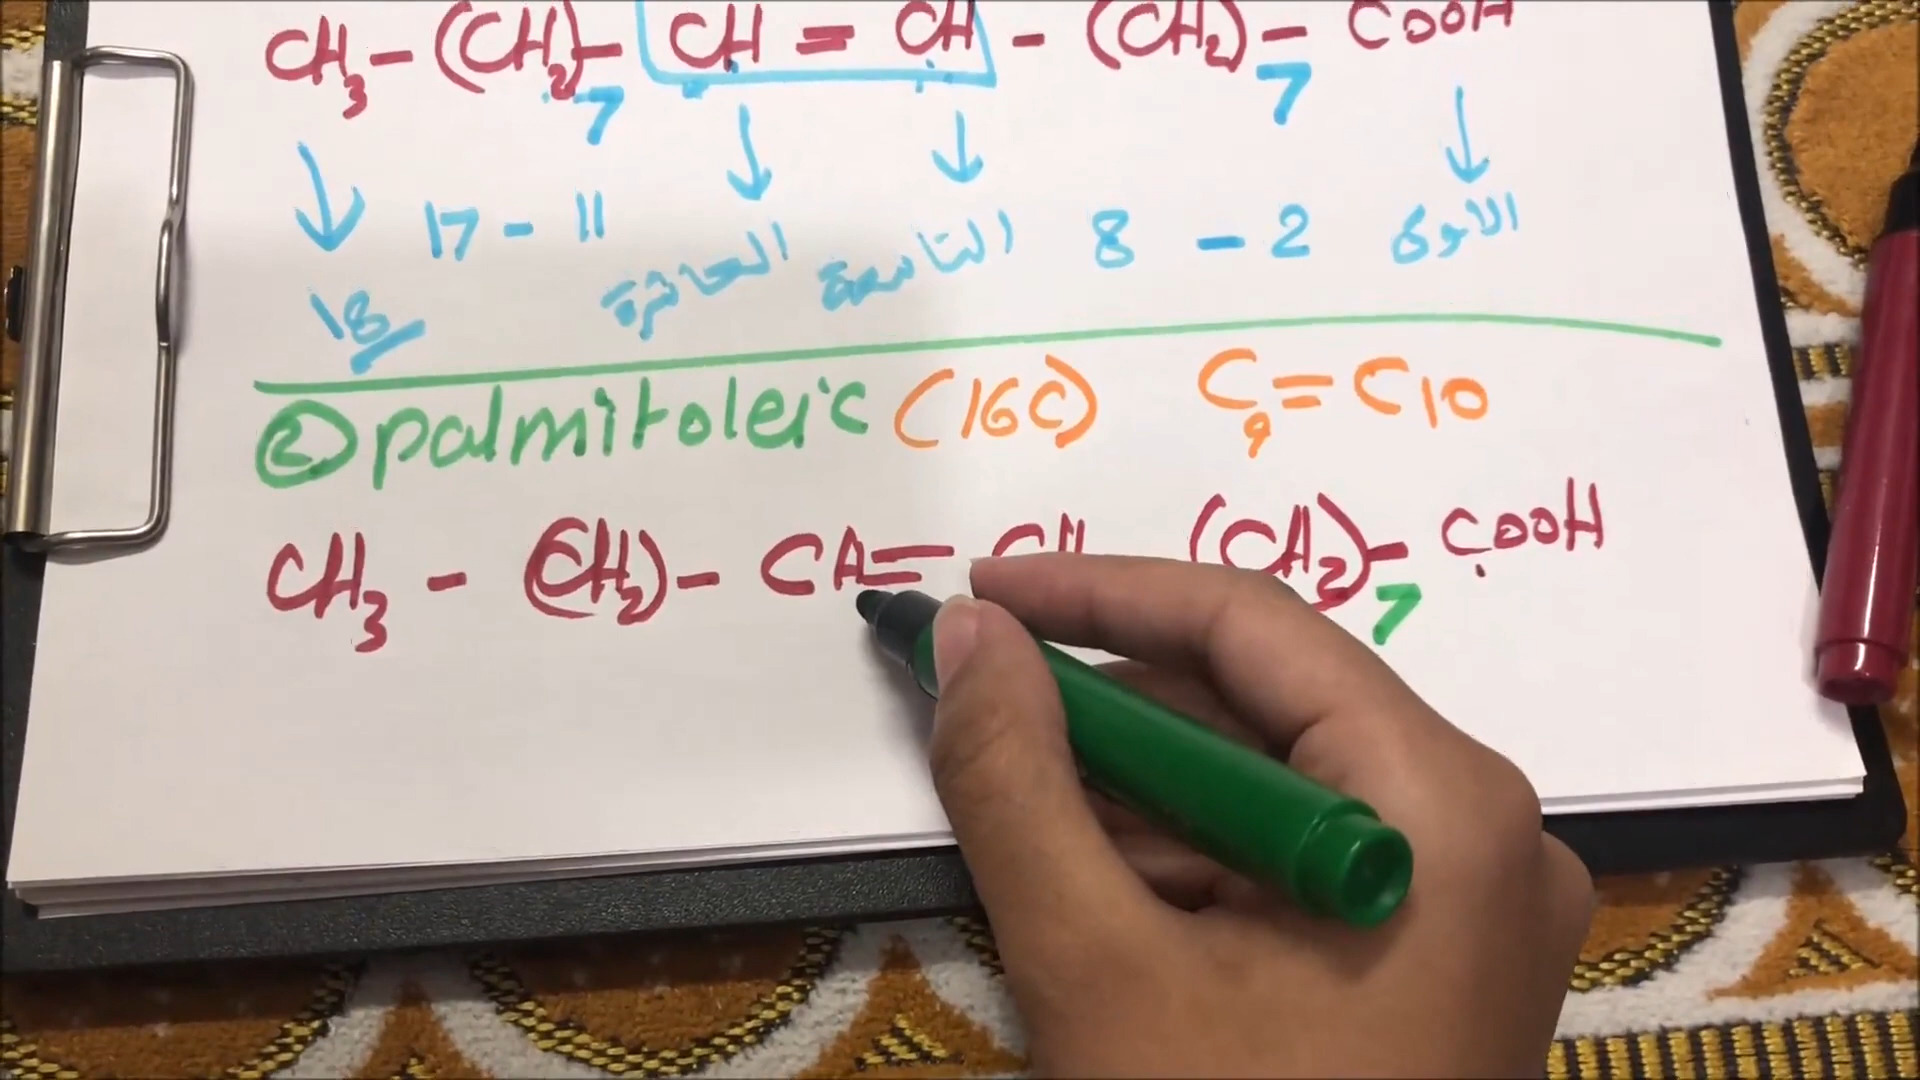 CH3 - (CH2)7 - CH = CH - (CH2)7 - COOH
18 17 - 11 العاشرة التاسعة 8 - 2 الاولى
② palmitoleic (16C) C9 = C10
CH3 - (CH2) - CH = CH (CH2)7 - COOH